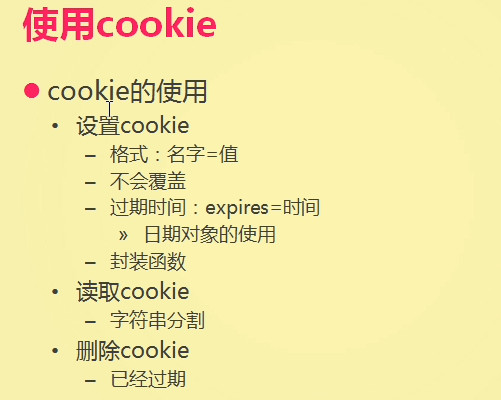 使用cookie
cookie的使用
设置cookie
格式：名字=值
不会覆盖
过期时间：expires=时间
日期对象的使用
封装函数
读取cookie
字符串分割
删除cookie
已经过期